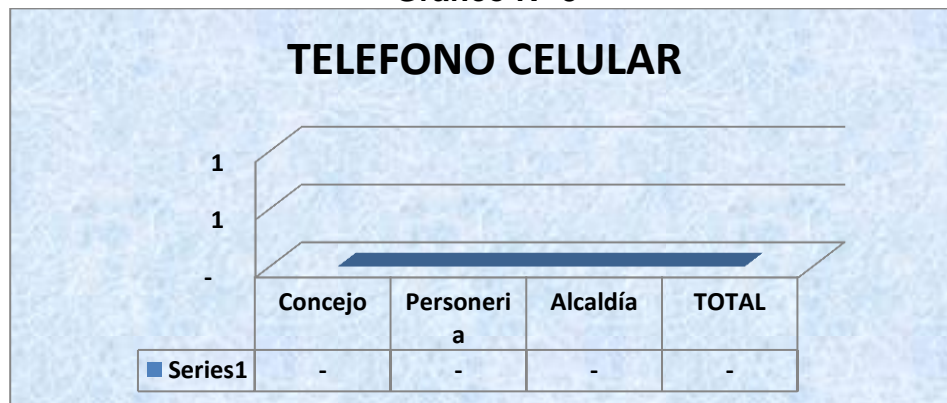 TELEFONO CELULAR
1
1
-
Concejo Personeri Alcaldía TOTAL
a
Series1 - - - -